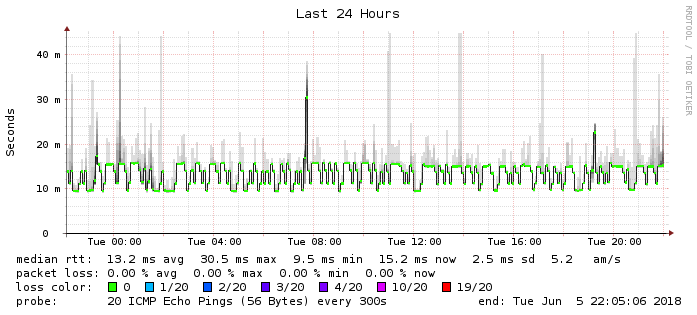 Last 24 Hours
RRDTOOL / TOBI OETIKER
Seconds
40 m
30 m
20 m
10 m
0
Tue 00:00 Tue 04:00 Tue 08:00 Tue 12:00 Tue 16:00 Tue 20:00
median rtt: 13.2 ms avg 30.5 ms max 9.5 ms min 15.2 ms now 2.5 ms sd 5.2 am/s
packet loss: 0.00 % avg 0.00 % max 0.00 % min 0.00 % now
loss color: 0 1/20 2/20 3/20 4/20 10/20 19/20
probe: 20 ICMP Echo Pings (56 Bytes) every 300s end: Tue Jun 5 22:05:06 2018